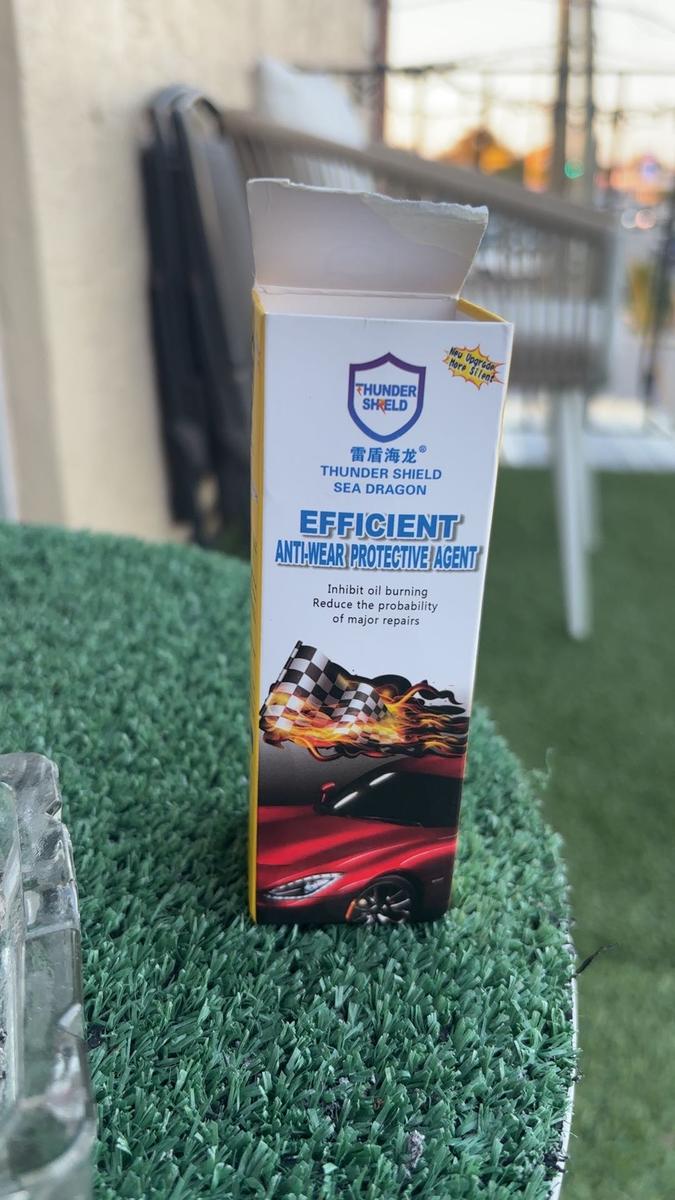 New Upgrade
More Silent
THUNDER
SHIELD
雷盾海龙®
THUNDER SHIELD
SEA DRAGON
EFFICIENT
ANTI-WEAR PROTECTIVE AGENT
Inhibit oil burning
Reduce the probability
of major repairs